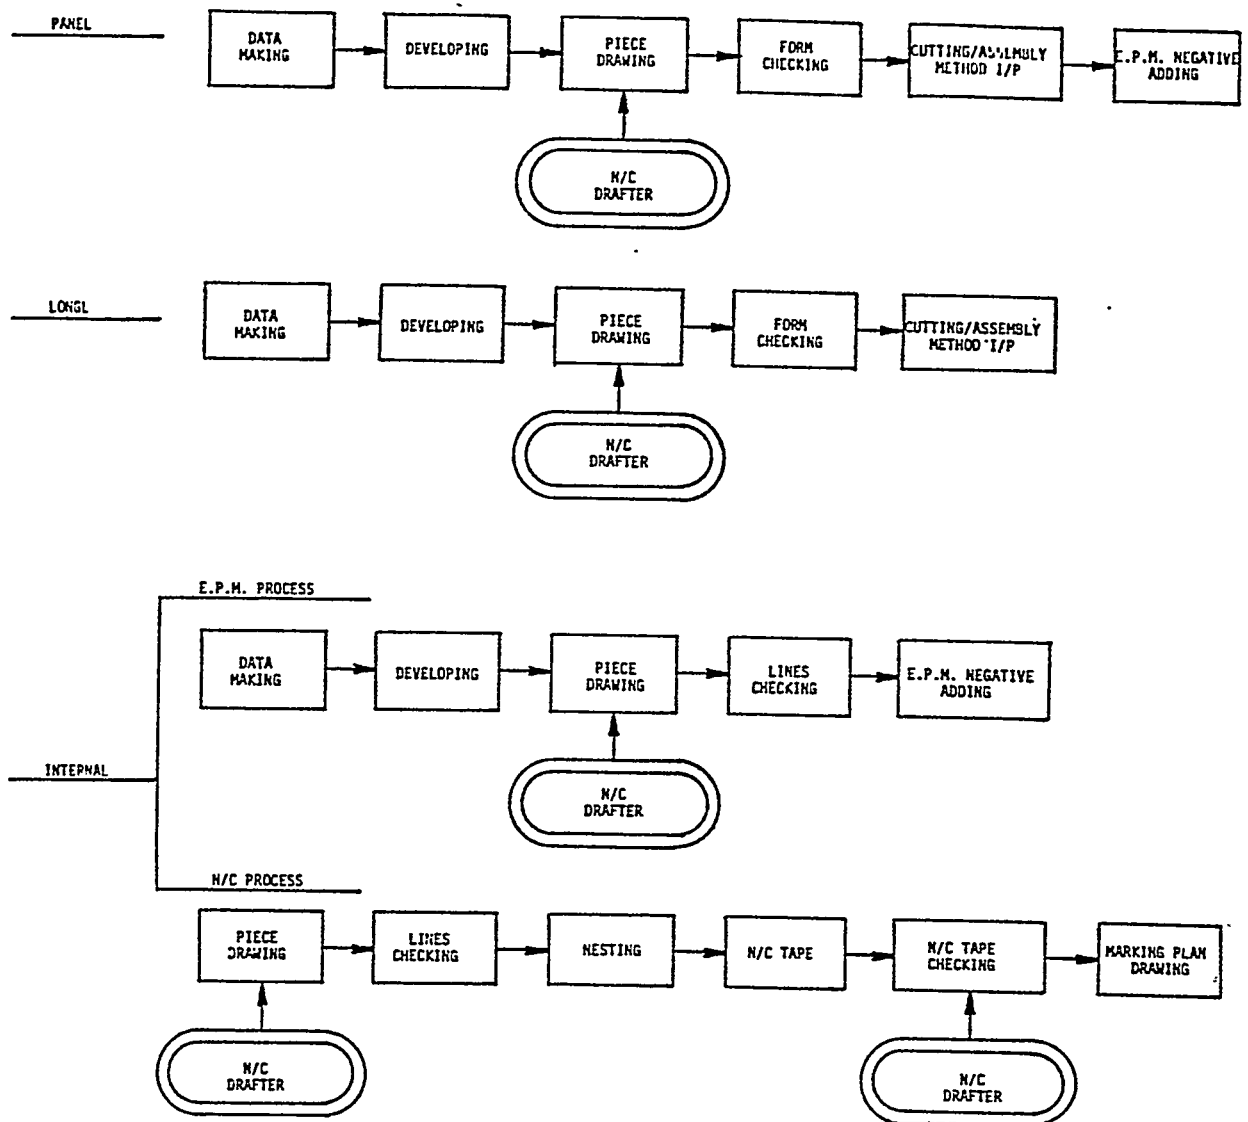 PANEL
DATA
MAKING
DEVELOPING
PIECE
DRAWING
FORM
CHECKING
CUTTING/ASSEMBLY
METHOD I/P
E.P.M. NEGATIVE
ADDING
N/C
DRAFTER
LONGL
DATA
MAKING
DEVELOPING
PIECE
DRAWING
FORM
CHECKING
CUTTING/ASSEMBLY
METHOD I/P
N/C
DRAFTER
E.P.M. PROCESS
DATA
MAKING
DEVELOPING
PIECE
DRAWING
LINES
CHECKING
E.P.M. NEGATIVE
ADDING
N/C
DRAFTER
INTERNAL
N/C PROCESS
PIECE
DRAWING
LINES
CHECKING
NESTING
N/C TAPE
N/C TAPE
CHECKING
MARKING PLAN
DRAWING
N/C
DRAFTER
N/C
DRAFTER